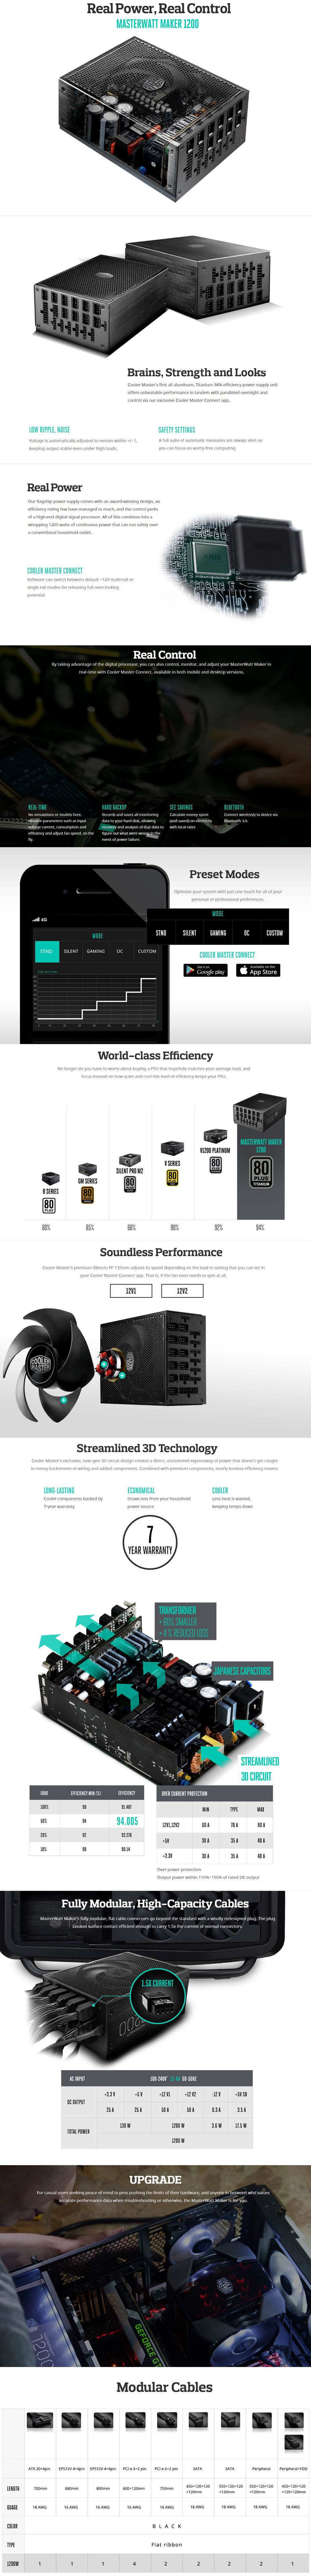 Real Power, Real Control
MASTERWATT MAKER 1200
Brains, Strength and Looks
Cooler Master's first all aluminum, Titanium 94% efficiency power supply unit
offers unbeatable performance in tandem with paralleled oversight and
control via our exclusive Cooler Master Connect app.
LOW RIPPLE, NOISE
Voltage is automatically adjusted to remain within +/- 1,
keeping output stable even under high loads.
SAFETY SETTINGS
A full suite of automatic measures are always alert so
you can focus on worry-free computing
Real Power
Our flagship power supply comes with an award-winning design, an
efficiency rating few have managed to reach, and the control perks
of a high-end digital signal processor. All of this combines into a
whopping 1200 watts of continuous power that can run safely over
a conventional household outlet.
COOLER MASTER CONNECT
Software can switch between default +12V multi-rail or
single rail modes for releasing full overclocking
potential.
ARM
Real Control
By taking advantage of the digital processor, you can also control, monitor, and adjust your MasterWatt Maker in
real-time with Cooler Master Connect, available in both mobile and desktop versions.
REAL-TIME
No simulations or models here.
Monitor parameters such as input
voltage current, consumption and
efficiency and adjust fan speed, on the
fly.
HARD BACKUP
Records and saves all monitoring
data to your hard disk, allowing
recovery and analysis of that data to
figure out what went wrong in the
event of power failure.
SEE SAVINGS
Calculate money spent
(and saved) on electricity
with local rates
BLUETOOTH
Connect wirelessly to device via
Bluetooth 3.0.
Preset Modes
Optimize your system with just one touch for all of your
personal or professional preferences.
4G
MODE
STND SILENT GAMING OC CUSTOM
MODE
STND SILENT GAMING OC CUSTOM
COOLER MASTER CONNECT
Google play
Available on the
App Store
World-class Efficiency
No longer do you have to worry about buying a PSU that hopefully matches your average load, and
focus instead on how quiet and cool this level of efficiency keeps your PSU.
B SERIES
GM SERIES
SILENT PRO M2
V SERIES
V1200 PLATINUM
MASTERWATT MAKER
1200
80
PLUS
TITANIUM
80% 85% 88% 90% 92% 94%
Soundless Performance
Cooler Master's premium Silencio FP 135mm adjusts its speed depending on the load to setting that you can set in
your Cooler Master Connect app. That is, if the fan even needs to spin at all.
12V1 12V2
COOLER
MASTER
Streamlined 3D Technology
Cooler Master's exclusive, next-gen 3D circuit design creates a direct, uncluttered expressway of power that doesn't get caught
in messy backstreets of wiring and added components. Combined with premium components, nearly lossless efficiency means:
LONG-LASTING
Cooler components backed by
7-year warranty
ECONOMICAL
Draws less from your household
power source
COOLER
Less heat is wasted,
keeping temps down
7
YEAR WARRANTY
TRANSFORMER
• 60% SMALLER
• 4% REDUCED LOSS
JAPANESE CAPACITORS
STREAMLINED
3D CIRCUIT
LOAD EFFICIENCY MIN (%) EFFICIENCY
100% 90 91.407
50% 94 94.005
20% 92 93.276
10% 90 90.14
OVER CURRENT PROTECTION
MIN TYPE MAX
12V1,12V2 60 A 70 A 80 A
+5V 30 A 35 A 40 A
+3.3V 30 A 35 A 40 A
Over power protection
Output power within 110%~150% of rated DC output
Fully Modular, High-Capacity Cables
MasterWatt Maker's fully modular, flat cable connectors go beyond the standard with a wholly redesigned plug. The plug
creates surface contact efficient enough to carry 1.5x the current of normal connectors.
1.5X CURRENT
1200
AC INPUT 100-240V 60-50HZ
DC OUTPUT +3.3 V +5 V +12 V1 +12 V2 -12 V +5V SB
25 A 25 A 50 A 50 A 0.3 A 3.5 A
TOTAL POWER 130 W 1200 W 3.6 W 17.5 W
1200 W
UPGRADE
For casual users seeking peace of mind to pros pushing the limits of their hardware, and anyone in between who values
accurate performance data when troubleshooting or otherwise, the MasterWatt Maker is for you.
1200
GEFORCE GT
Modular Cables
ATX 20+4pin EPS12V 4+4pin EPS12V 4+4pin PCI-e 6+2 pin PCI-e 6+2 pin SATA SATA Peripheral Peripheral+FDD
LENGTH 700mm 680mm 800mm 600+120mm 750mm 450+120+120 +120mm 550+120+120 +120mm 550+120+120 +120mm 450+120+120 +120+120mm
GUAGE 18 AWG 16 AWG 16 AWG 16 AWG 16 AWG 18 AWG 18 AWG 18 AWG 18 AWG
COLOR BLACK
TYPE Flat ribbon
1200W 1 1 1 4 2 2 2 2 1